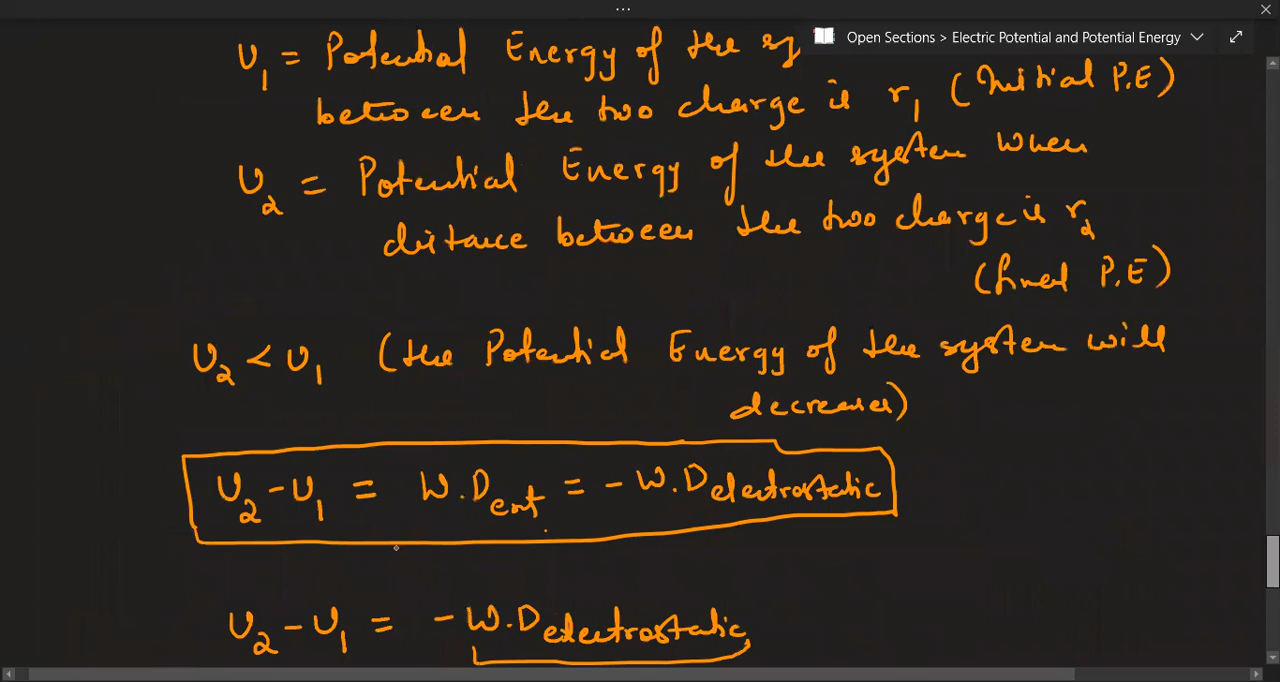 ...
Open Sections > Electric Potential and Potential Energy
U1 = Potential Energy of the sy
between the two charge is r1 (Initial P.E)
U2 = Potential Energy of the system when
distance between the two charge is r2
(final P.E)
U2 < U1 (the Potential Energy of the system will
decreases)
U2 - U1 = W.Dext = - W.Delectrostatic
U2 - U1 = - W.Delectrostatic